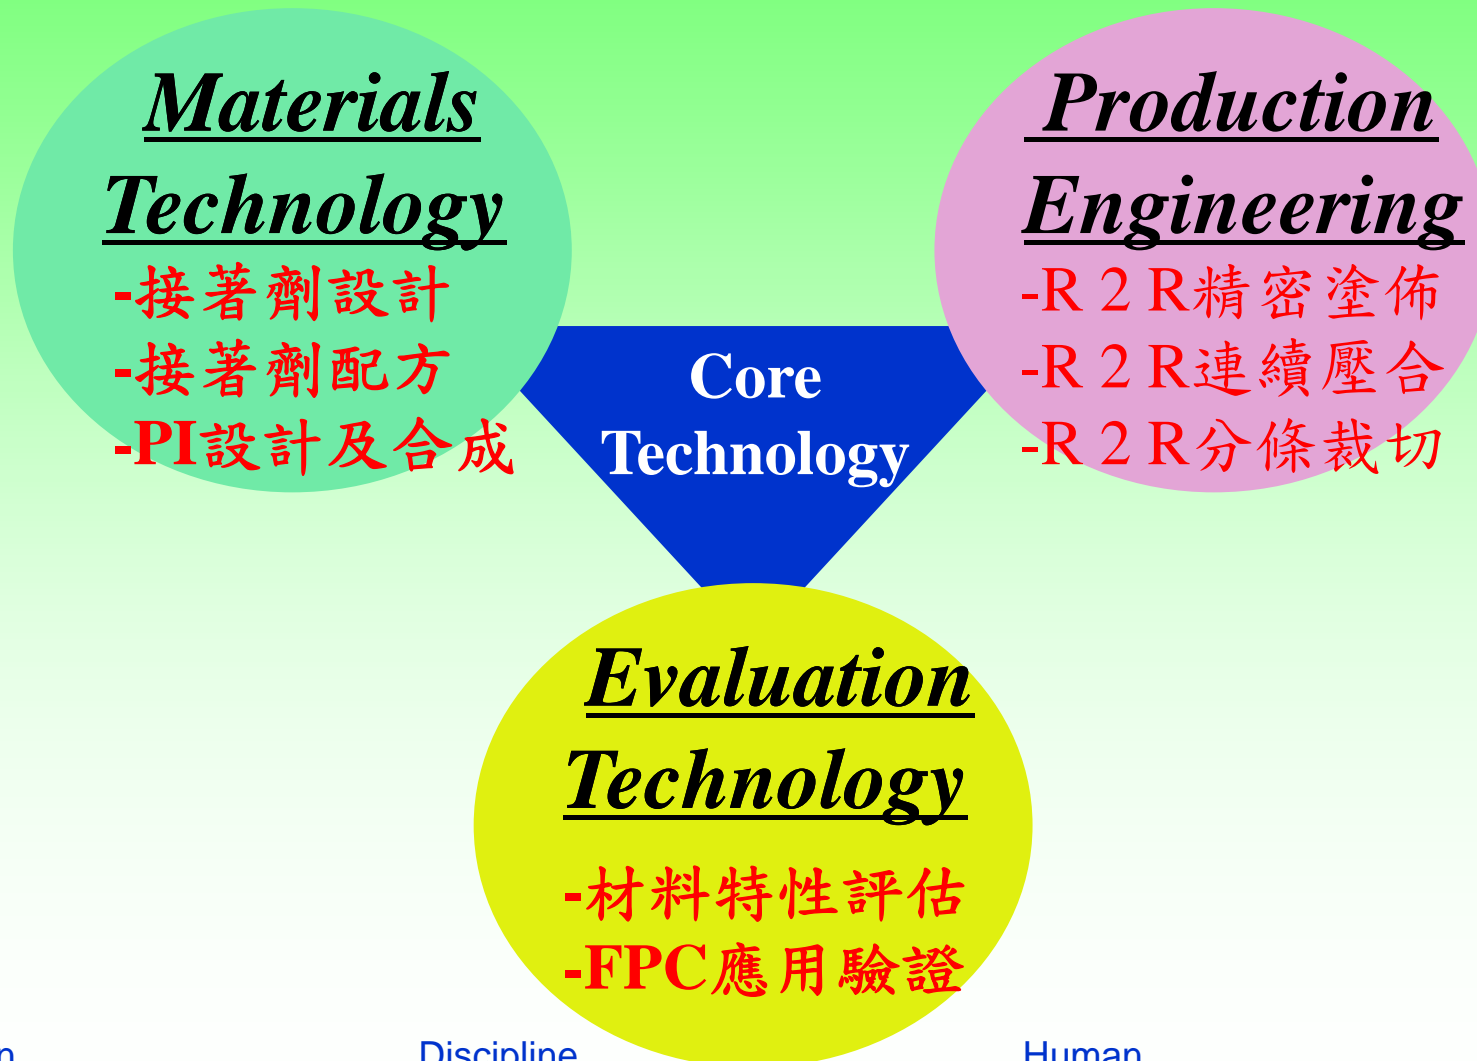 Materials
Technology
-接著劑設計
-接著劑配方
-PI設計及合成
Production
Engineering
-R 2 R精密塗佈
-R 2 R連續壓合
-R 2 R分條裁切
Core
Technology
Evaluation
Technology
-材料特性評估
-FPC應用驗證
Discipline
Human